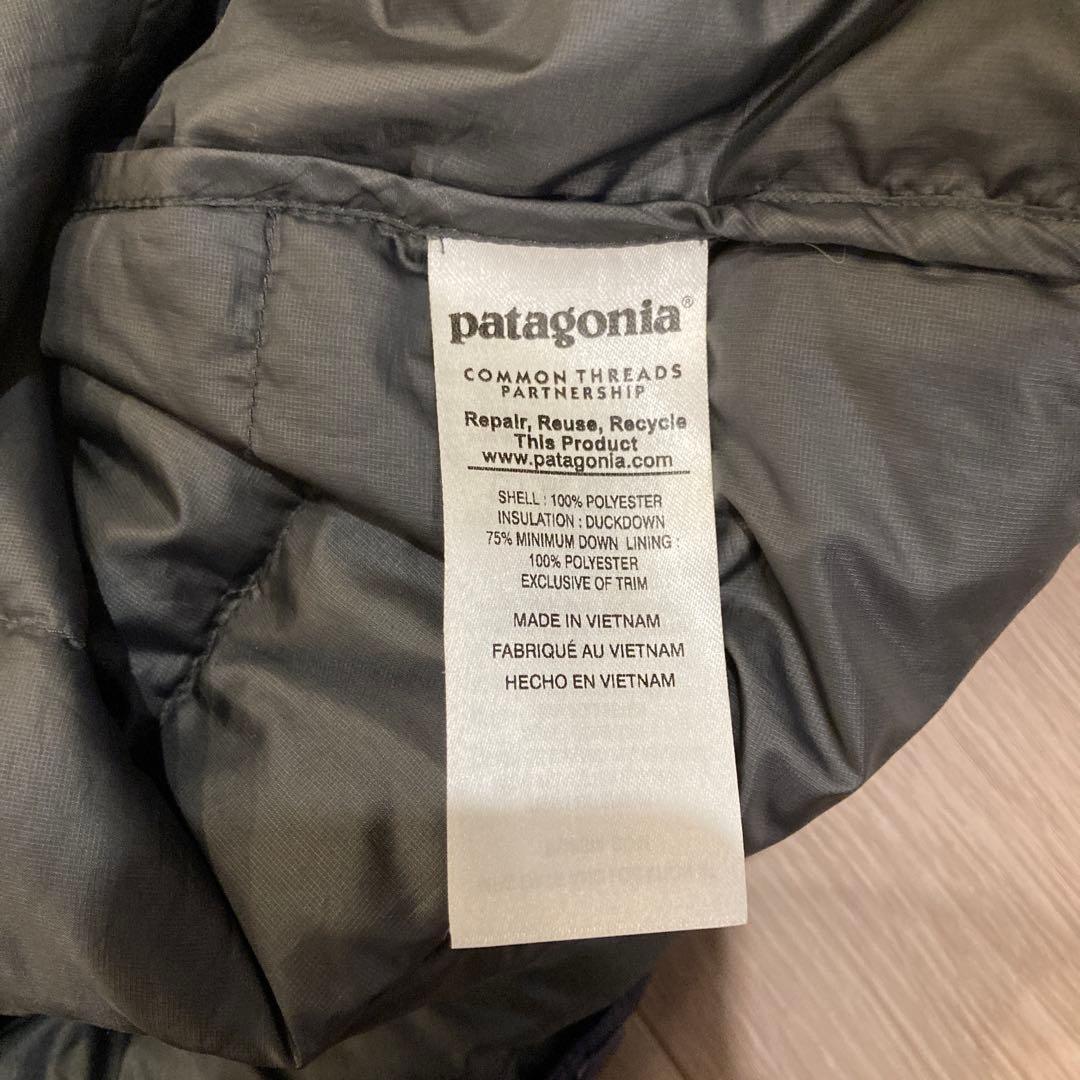 patagonia®
COMMON THREADS
PARTNERSHIP
Repair, Reuse, Recycle
This Product
www.patagonia.com
SHELL : 100% POLYESTER
INSULATION : DUCKDOWN
75% MINIMUM DOWN LINING :
100% POLYESTER
EXCLUSIVE OF TRIM
MADE IN VIETNAM
FABRIQUÉ AU VIETNAM
HECHO EN VIETNAM